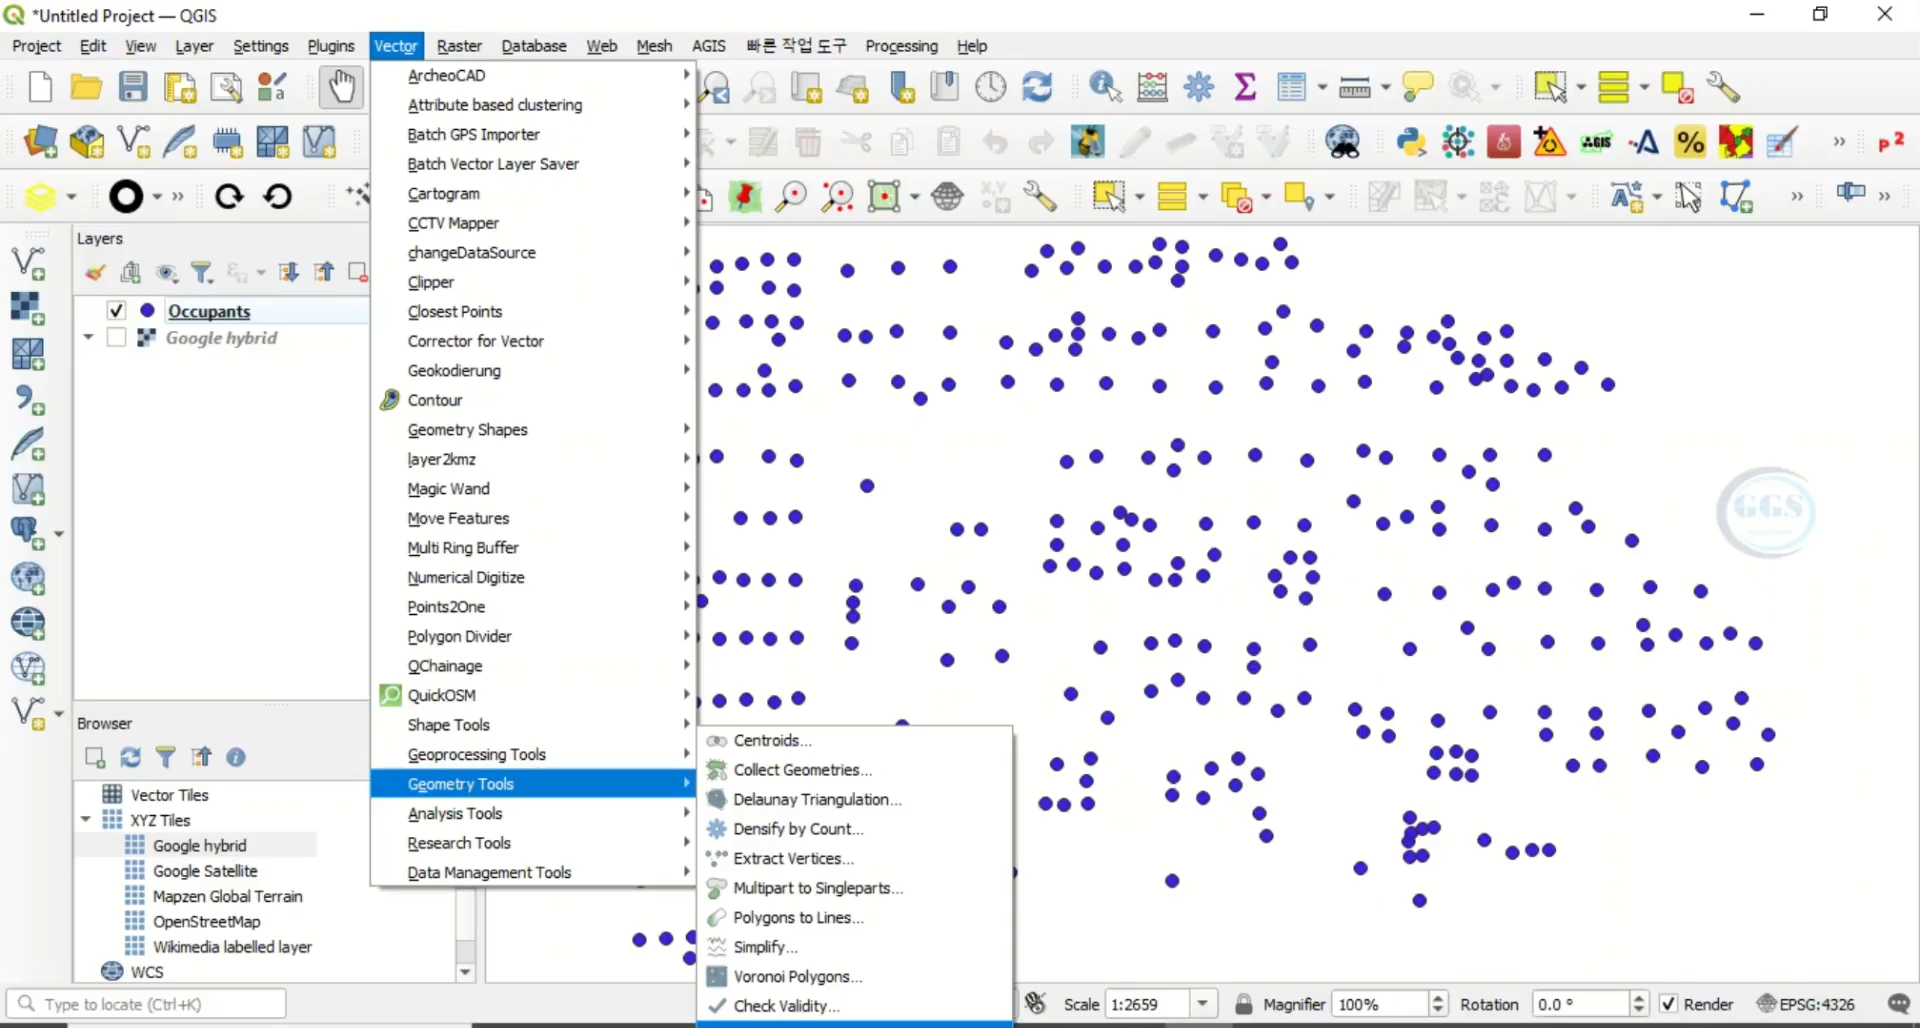 *Untitled Project — QGIS
Project Edit View Layer Settings Plugins Vector Raster Database Web Mesh AGIS 빠른 작업 도구 Processing Help
ArcheoCAD
Attribute based clustering
Batch GPS Importer
Batch Vector Layer Saver
Cartogram
CCTV Mapper
changeDataSource
Clipper
Closest Points
Corrector for Vector
Geokodierung
Contour
Geometry Shapes
layer2kmz
Magic Wand
Move Features
Multi Ring Buffer
Numerical Digitize
Points2One
Polygon Divider
QChainage
QuickOSM
Shape Tools
Geoprocessing Tools
Geometry Tools
Analysis Tools
Research Tools
Data Management Tools
Centroids...
Collect Geometries...
Delaunay Triangulation...
Densify by Count...
Extract Vertices...
Multipart to Singleparts...
Polygons to Lines...
Simplify...
Voronoi Polygons...
Check Validity...
Layers
Occupants
Google hybrid
Browser
Vector Tiles
XYZ Tiles
Google hybrid
Google Satellite
Mapzen Global Terrain
OpenStreetMap
Wikimedia labelled layer
WCS
GGS
Type to locate (Ctrl+K)
Scale 1:2659 Magnifier 100% Rotation 0.0 ° Render EPSG:4326